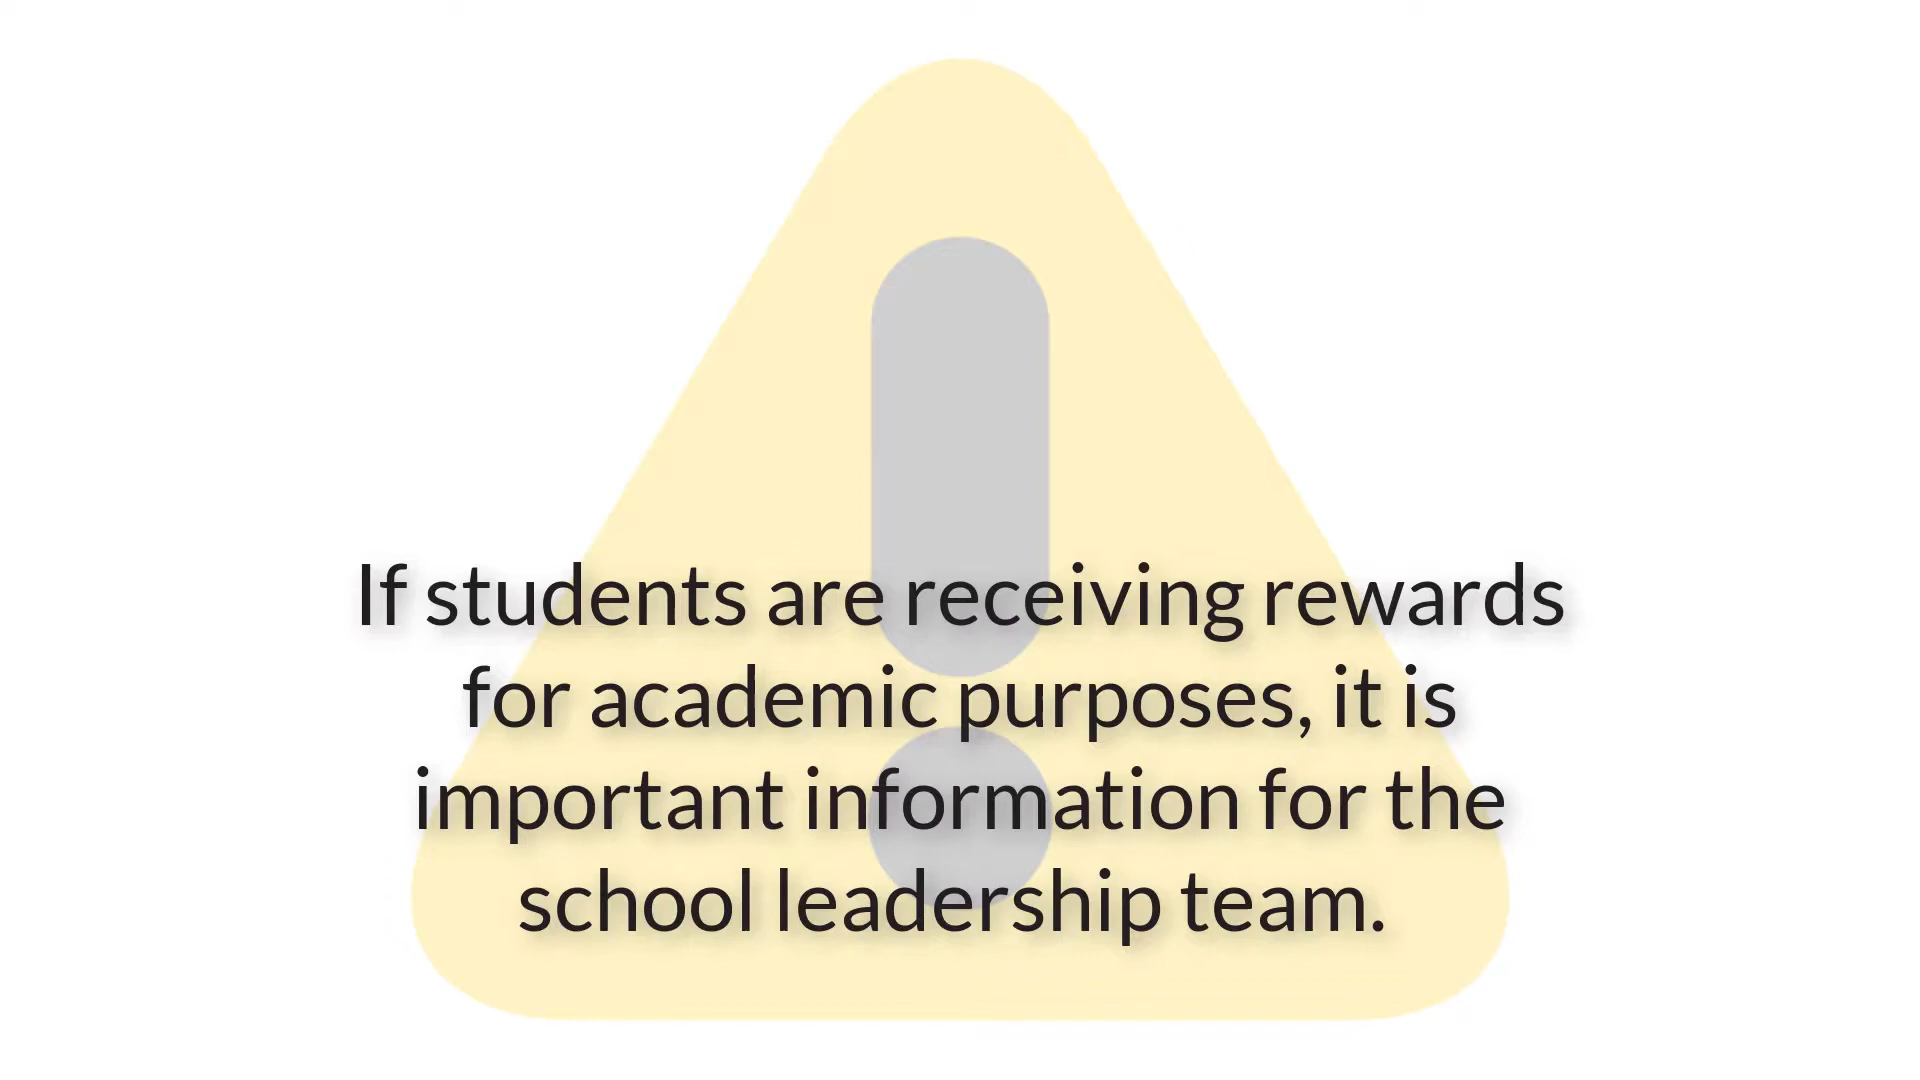 If students are receiving rewards
for academic purposes, it is
important information for the
school leadership team.